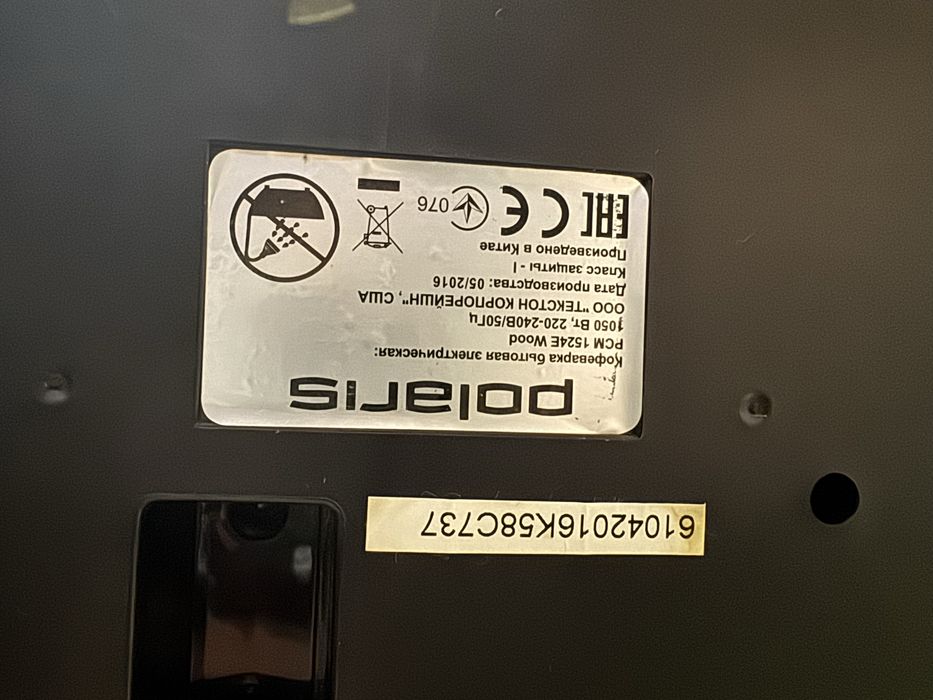 polaris
Кофеварка бытовая электрическая:
PCM 1524E Wood
1050 Вт, 220-240В/50Гц
ООО "ТЕКСТОН КОРПОРЕЙШН", США
Дата производства: 05/2016
Класс защиты - I
Произведено в Китае
EAC CE 076
61042016K58C737